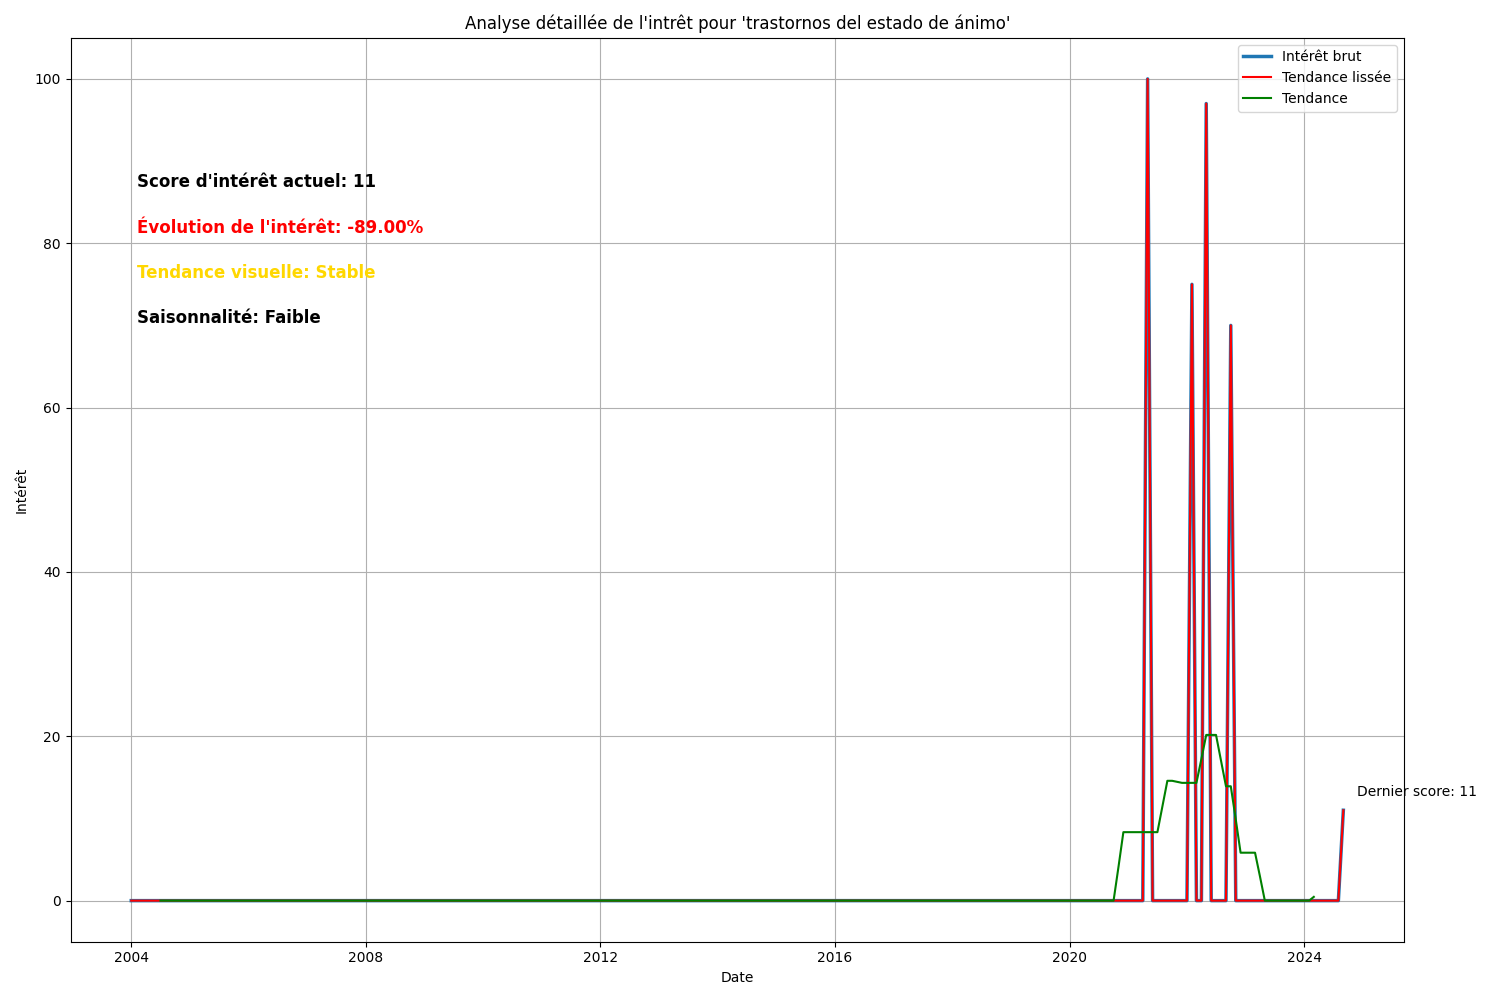 Analyse détaillée de l'intrêt pour 'trastornos del estado de ánimo'
Intérêt brut
Tendance lissée
Tendance
Score d'intérêt actuel: 11
Évolution de l'intérêt: -89.00%
Tendance visuelle: Stable
Saisonnalité: Faible
Dernier score: 11
Intérêt
100
80
60
40
20
0
2004 2008 2012 2016 2020 2024
Date